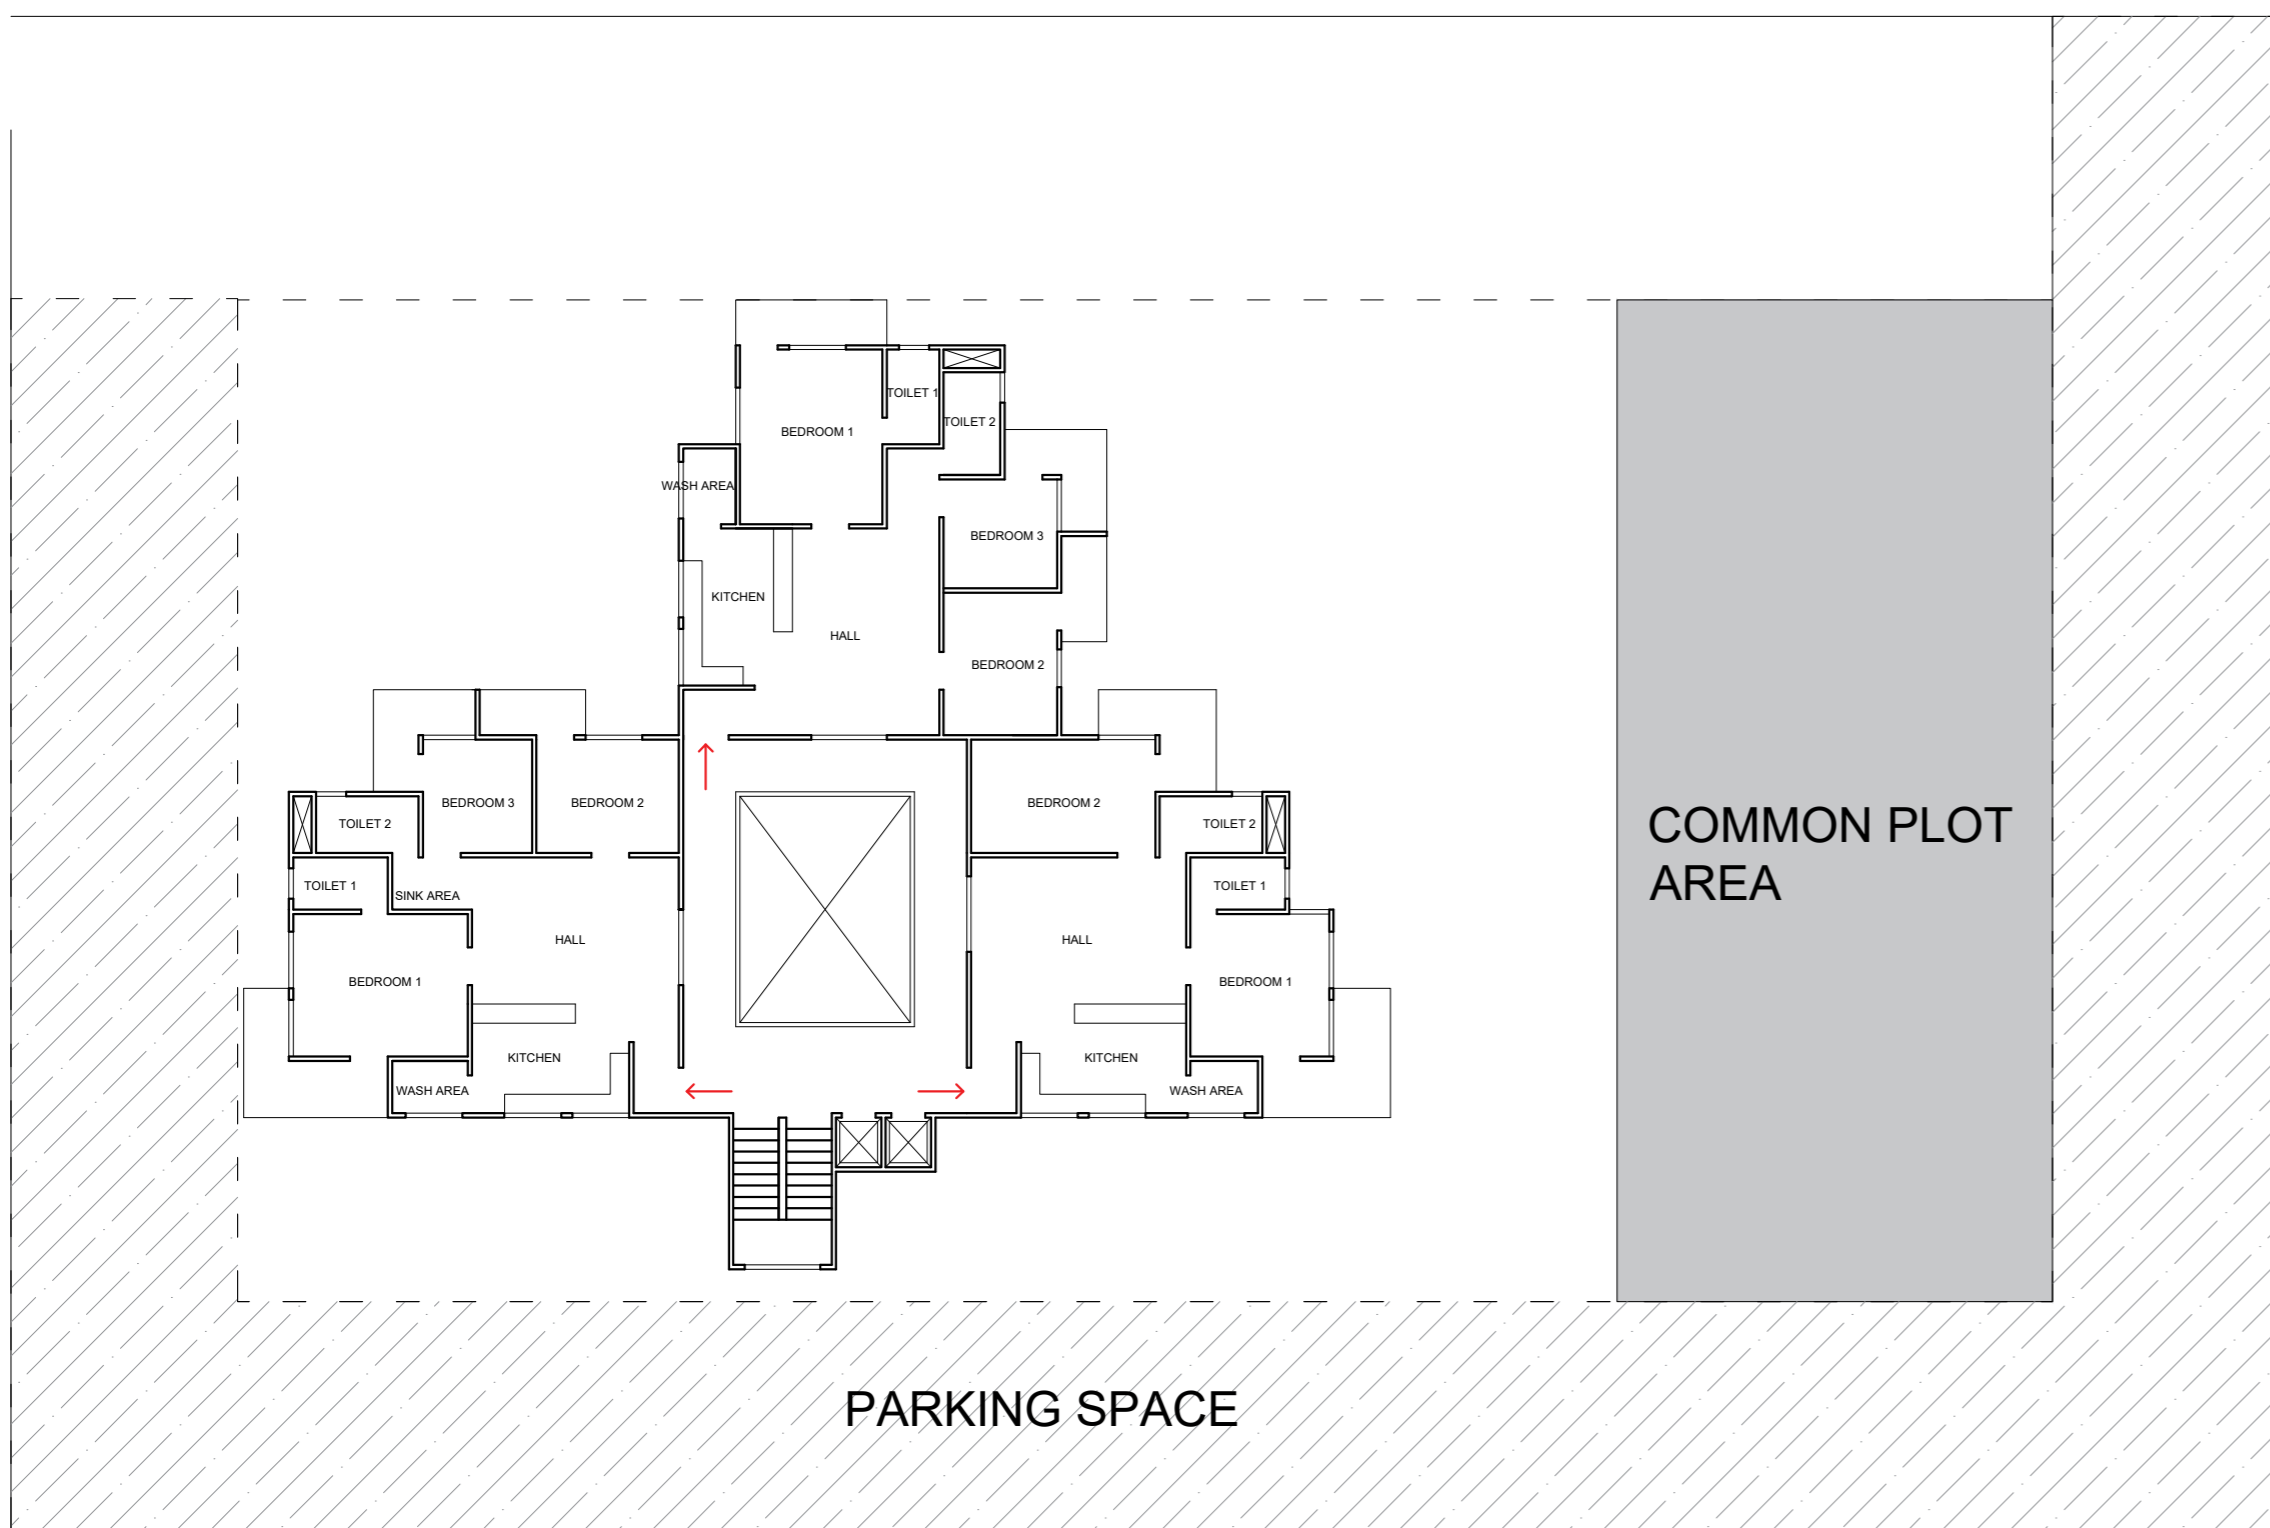 TOILET 1
TOILET 2
BEDROOM 1
WASH AREA
BEDROOM 3
KITCHEN
HALL
BEDROOM 2
BEDROOM 3
BEDROOM 2
TOILET 2
TOILET 1
SINK AREA
HALL
BEDROOM 1
KITCHEN
WASH AREA
BEDROOM 2
TOILET 2
TOILET 1
HALL
BEDROOM 1
KITCHEN
WASH AREA
COMMON PLOT
AREA
PARKING SPACE